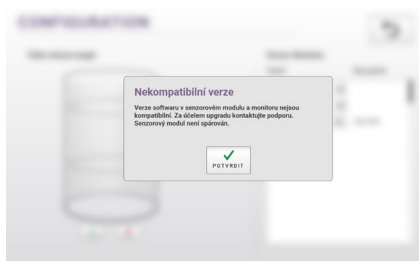 CONFIGURATION
Nekompatibilní verze
Verze softwaru v senzorovém modulu a monitoru nejsou
kompatibilní. Za účelem upgradu kontaktujte podporu.
Senzorový modul není spárován.
POTVRDIT